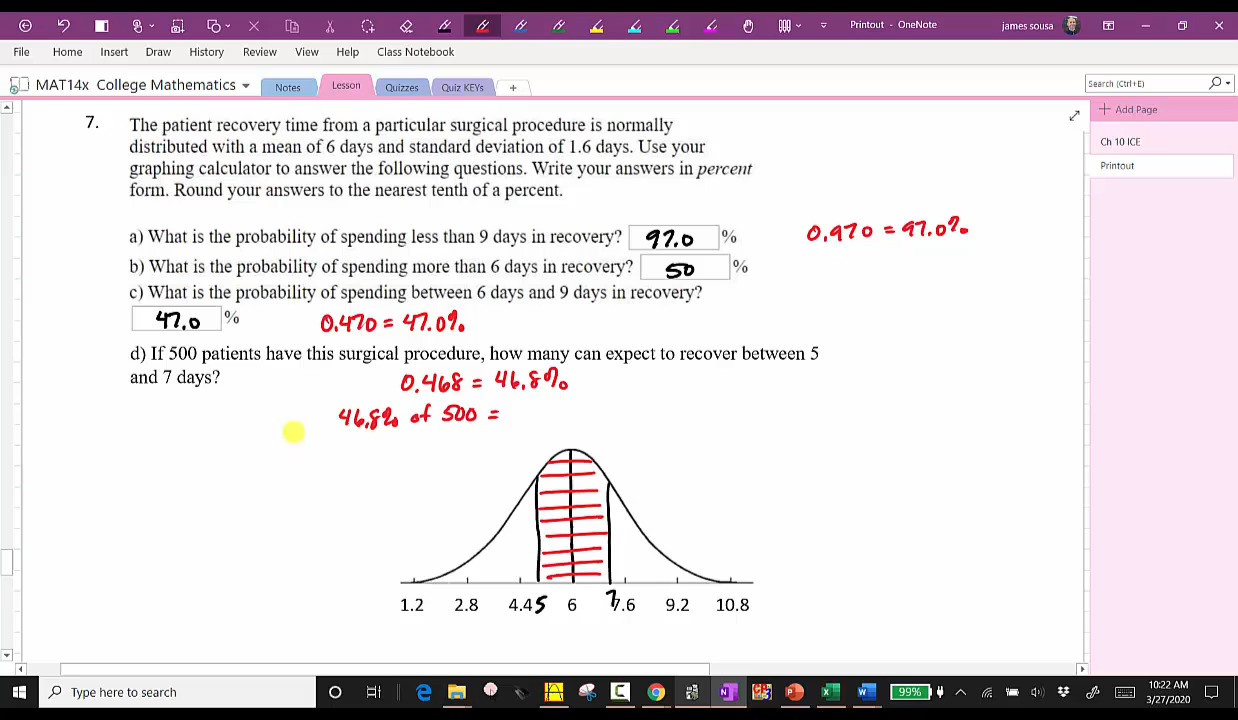 Printout - OneNote
james sousa
File Home Insert Draw History Review View Help Class Notebook
MAT14x College Mathematics
Notes Lesson Quizzes Quiz KEYs +
Search (Ctrl+E)
Add Page
Ch 10 ICE
Printout
7. The patient recovery time from a particular surgical procedure is normally
distributed with a mean of 6 days and standard deviation of 1.6 days. Use your
graphing calculator to answer the following questions. Write your answers in percent
form. Round your answers to the nearest tenth of a percent.
a) What is the probability of spending less than 9 days in recovery? 97.0 % 0.970 = 97.0%
b) What is the probability of spending more than 6 days in recovery? 50 %
c) What is the probability of spending between 6 days and 9 days in recovery?
47.0 % 0.470 = 47.0%
d) If 500 patients have this surgical procedure, how many can expect to recover between 5
and 7 days?
0.468 = 46.8%
46.8% of 500 =
1.2 2.8 4.4 5 6 7 7.6 9.2 10.8
Type here to search
99%
10:22 AM
3/27/2020